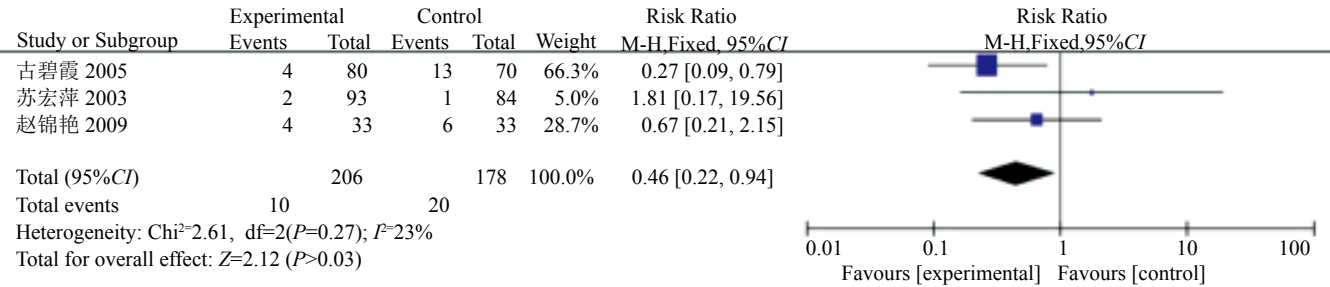 Experimental Control Risk Ratio Risk Ratio
Study or Subgroup Events Total Events Total Weight M-H,Fixed, 95%CI M-H,Fixed,95%CI
古碧霞 2005 4 80 13 70 66.3% 0.27 [0.09, 0.79]
苏宏萍 2003 2 93 1 84 5.0% 1.81 [0.17, 19.56]
赵锦艳 2009 4 33 6 33 28.7% 0.67 [0.21, 2.15]
Total (95%CI) 206 178 100.0% 0.46 [0.22, 0.94]
Total events 10 20
Heterogeneity: Chi²⁼2.61, df=2(P=0.27); I²⁼23%
Total for overall effect: Z=2.12 (P>0.03)
0.01 0.1 1 10 100
Favours [experimental] Favours [control]